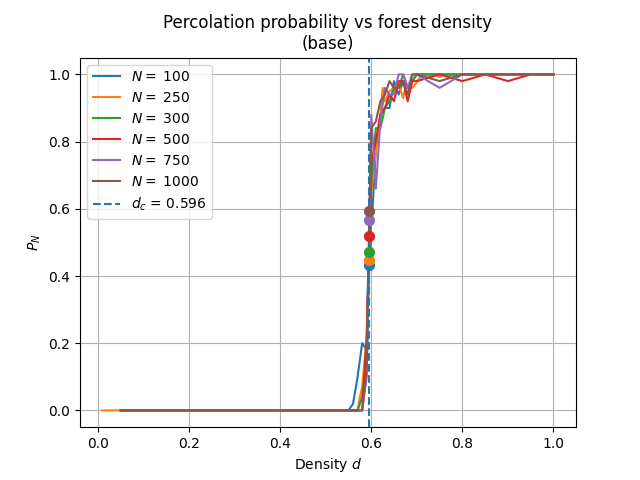 Percolation probability vs forest density
(base)
N = 100
N = 250
N = 300
N = 500
N = 750
N = 1000
d_c = 0.596
1.0
0.8
0.6
0.4
0.2
0.0
P_N
0.0 0.2 0.4 0.6 0.8 1.0
Density d